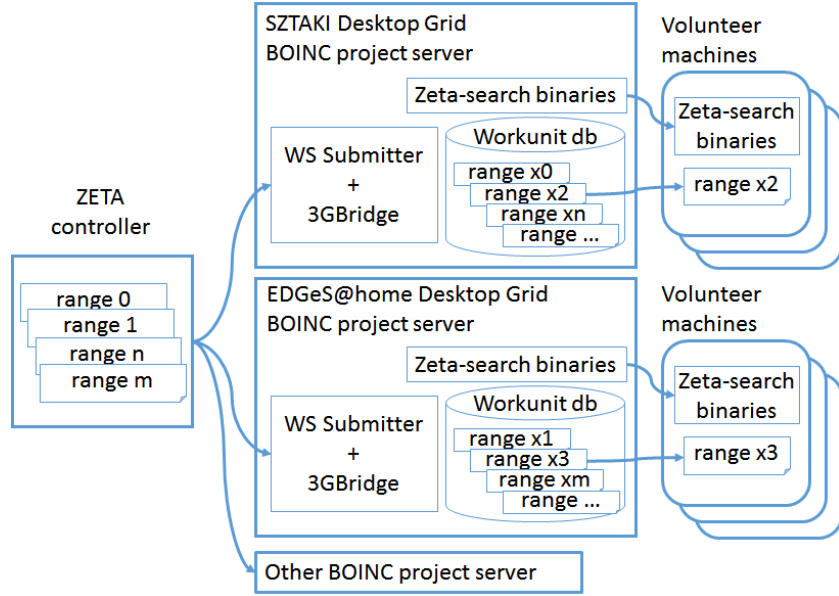 ZETA
controller
range 0
range 1
range n
range m
SZTAKI Desktop Grid
BOINC project server
Zeta-search binaries
WS Submitter
+
3GBridge
Workunit db
range x0
range x2
range xn
range ...
Volunteer
machines
Zeta-search
binaries
range x2
EDGeS@home Desktop Grid
BOINC project server
Zeta-search binaries
WS Submitter
+
3GBridge
Workunit db
range x1
range x3
range xm
range ...
Volunteer
machines
Zeta-search
binaries
range x3
Other BOINC project server